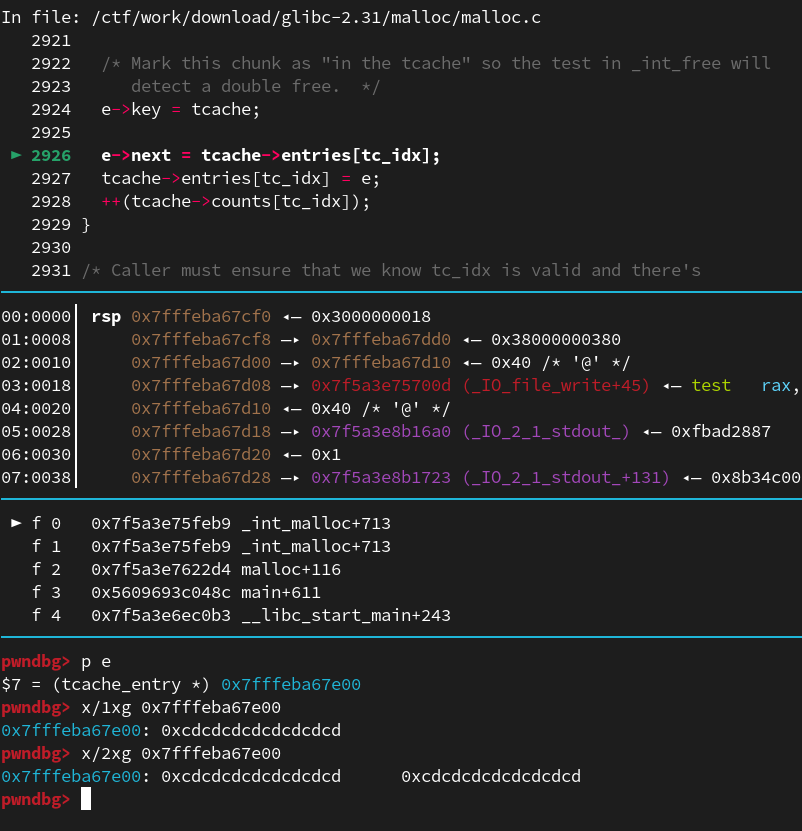 In file: /ctf/work/download/glibc-2.31/malloc/malloc.c
   2921
   2922   /* Mark this chunk as "in the tcache" so the test in _int_free will
   2923      detect a double free.  */
   2924   e->key = tcache;
   2925
 ► 2926   e->next = tcache->entries[tc_idx];
   2927   tcache->entries[tc_idx] = e;
   2928   ++(tcache->counts[tc_idx]);
   2929 }
   2930
   2931 /* Caller must ensure that we know tc_idx is valid and there's
00:0000│ rsp 0x7fffeba67cf0 ◂— 0x3000000018
01:0008│     0x7fffeba67cf8 —▸ 0x7fffeba67dd0 ◂— 0x38000000380
02:0010│     0x7fffeba67d00 —▸ 0x7fffeba67d10 ◂— 0x40 /* '@' */
03:0018│     0x7fffeba67d08 —▸ 0x7f5a3e75700d (_IO_file_write+45) ◂— test   rax,
04:0020│     0x7fffeba67d10 ◂— 0x40 /* '@' */
05:0028│     0x7fffeba67d18 —▸ 0x7f5a3e8b16a0 (_IO_2_1_stdout_) ◂— 0xfbad2887
06:0030│     0x7fffeba67d20 ◂— 0x1
07:0038│     0x7fffeba67d28 —▸ 0x7f5a3e8b1723 (_IO_2_1_stdout_+131) ◂— 0x8b34c00
 ► f 0   0x7f5a3e75feb9 _int_malloc+713
   f 1   0x7f5a3e75feb9 _int_malloc+713
   f 2   0x7f5a3e7622d4 malloc+116
   f 3   0x5609693c048c main+611
   f 4   0x7f5a3e6ec0b3 __libc_start_main+243
pwndbg> p e
$7 = (tcache_entry *) 0x7fffeba67e00
pwndbg> x/1xg 0x7fffeba67e00
0x7fffeba67e00: 0xcdcdcdcdcdcdcdcd
pwndbg> x/2xg 0x7fffeba67e00
0x7fffeba67e00: 0xcdcdcdcdcdcdcdcd      0xcdcdcdcdcdcdcdcd
pwndbg>